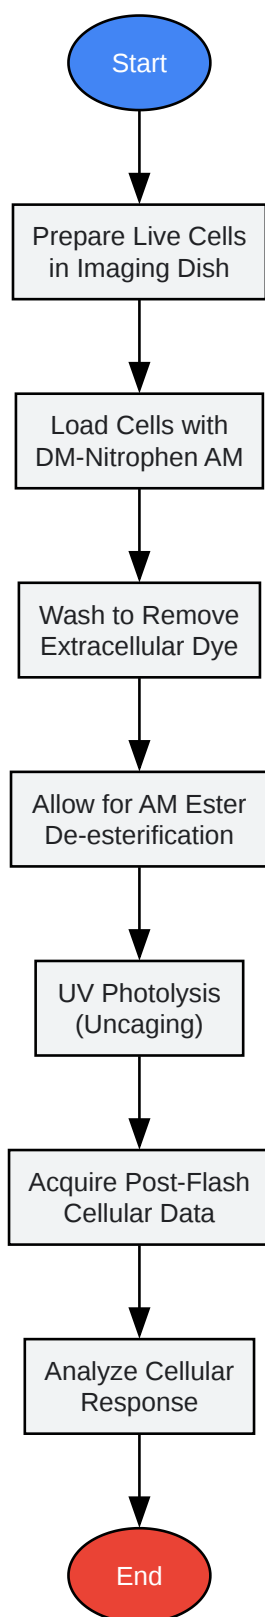 Start
Prepare Live Cells
in Imaging Dish
Load Cells with
DM-Nitrophen AM
Wash to Remove
Extracellular Dye
Allow for AM Ester
De-esterification
UV Photolysis
(Uncaging)
Acquire Post-Flash
Cellular Data
Analyze Cellular
Response
End